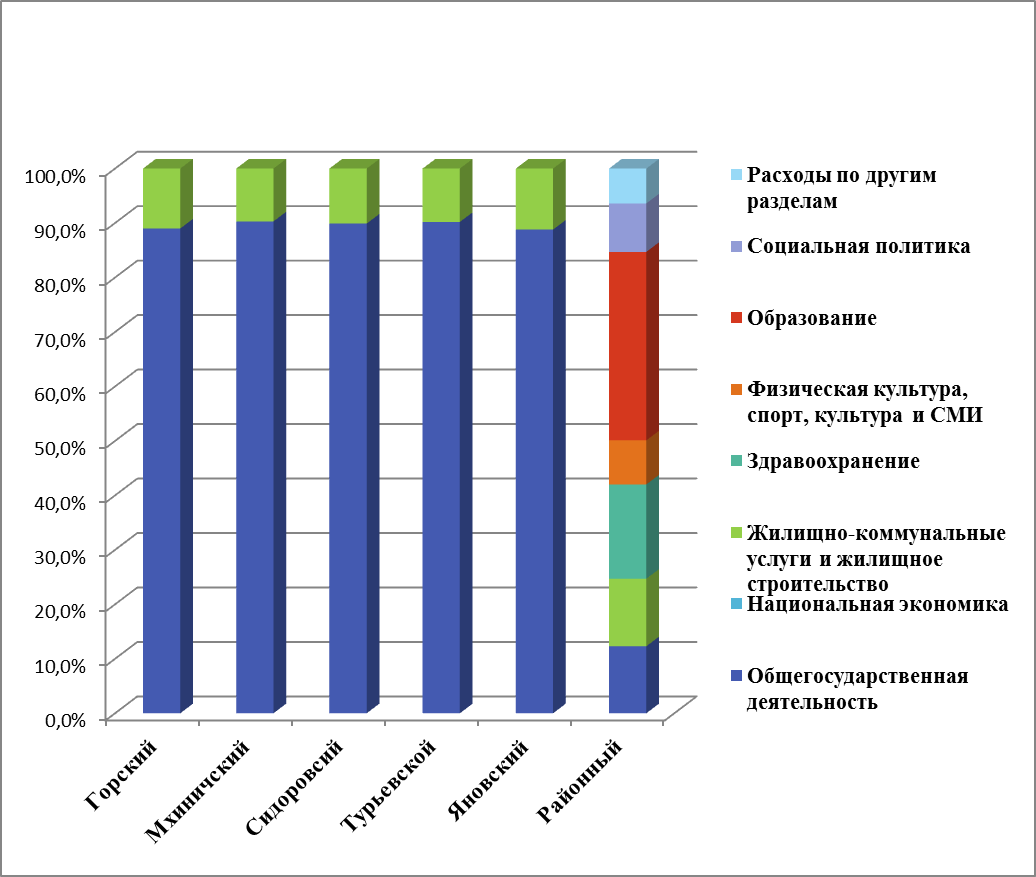 100,0%
90,0%
80,0%
70,0%
60,0%
50,0%
40,0%
30,0%
20,0%
10,0%
0,0%
Горский
Мхиничский
Сидоровсий
Турьевской
Яновский
Районный
Расходы по другим
разделам
Социальная политика
Образование
Физическая культура,
спорт, культура и СМИ
Здравоохранение
Жилищно-коммунальные
услуги и жилищное
строительство
Национальная экономика
Общегосударственная
деятельность